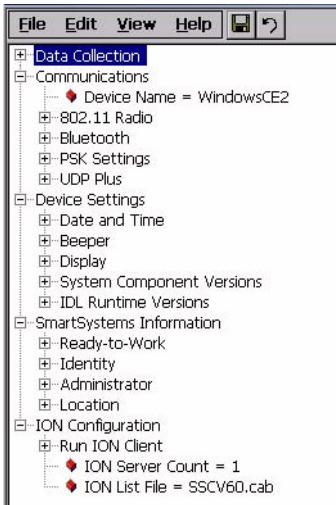 File Edit View Help
Data Collection
Communications
Device Name = WindowsCE2
802.11 Radio
Bluetooth
PSK Settings
UDP Plus
Device Settings
Date and Time
Beeper
Display
System Component Versions
IDL Runtime Versions
SmartSystems Information
Ready-to-Work
Identity
Administrator
Location
ION Configuration
Run ION Client
ION Server Count = 1
ION List File = SSCV60.cab